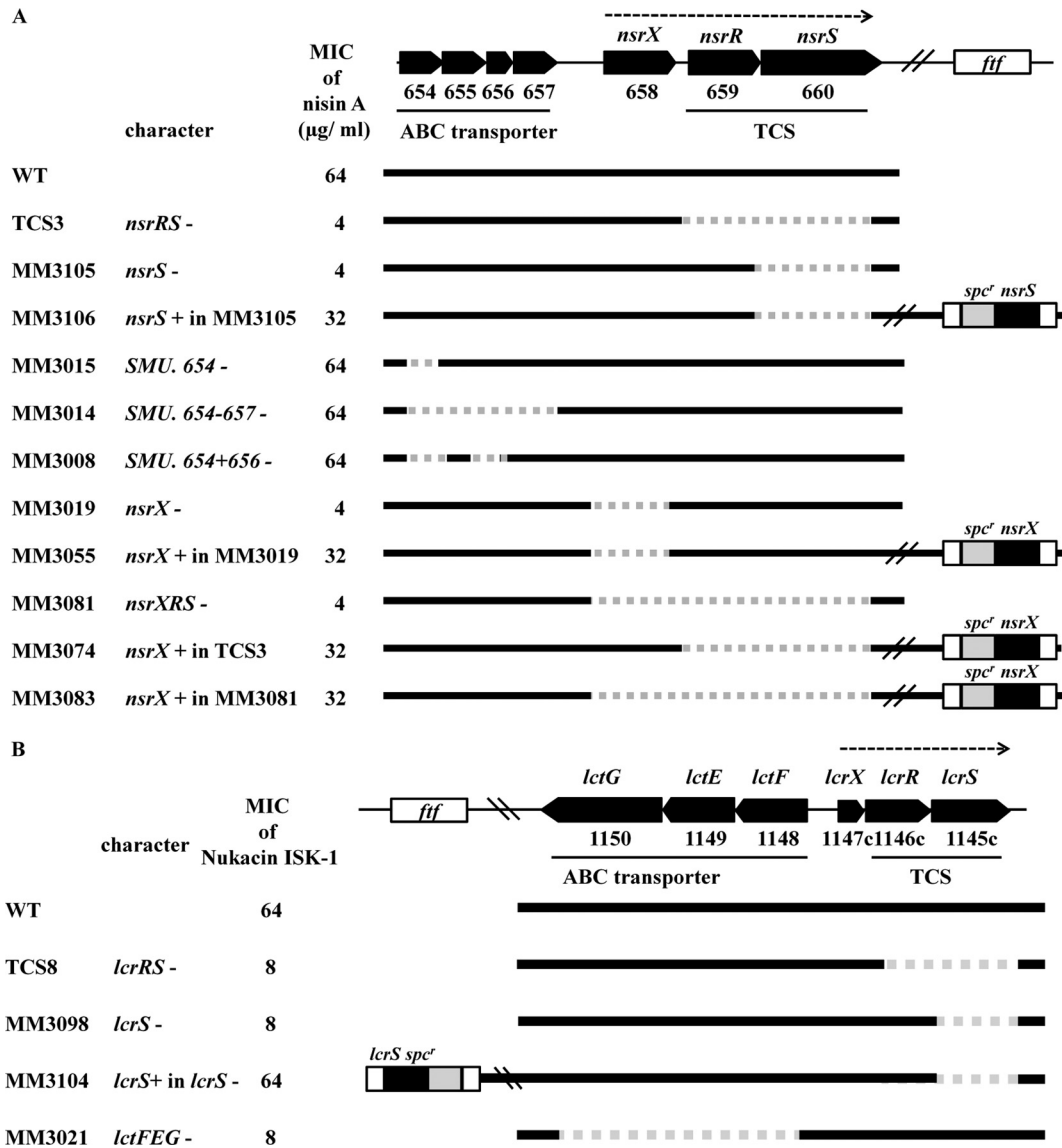 A
MIC
of
nisin A
(μg/ ml)
character
nsrX nsrR nsrS
ftf
654 655 656 657 658 659 660
ABC transporter TCS
WT 64
TCS3 nsrRS - 4
MM3105 nsrS - 4
spcʳ nsrS
MM3106 nsrS + in MM3105 32
MM3015 SMU. 654 - 64
MM3014 SMU. 654-657 - 64
MM3008 SMU. 654+656 - 64
MM3019 nsrX - 4
spcʳ nsrX
MM3055 nsrX + in MM3019 32
MM3081 nsrXRS - 4
spcʳ nsrX
MM3074 nsrX + in TCS3 32
spcʳ nsrX
MM3083 nsrX + in MM3081 32
B
MIC
of
Nukacin ISK-1
character
lctG lctE lctF lcrX lcrR lcrS
ftf
1150 1149 1148 1147c 1146c 1145c
ABC transporter TCS
WT 64
TCS8 lcrRS - 8
MM3098 lcrS - 8
lcrS spcʳ
MM3104 lcrS+ in lcrS - 64
MM3021 lctFEG - 8